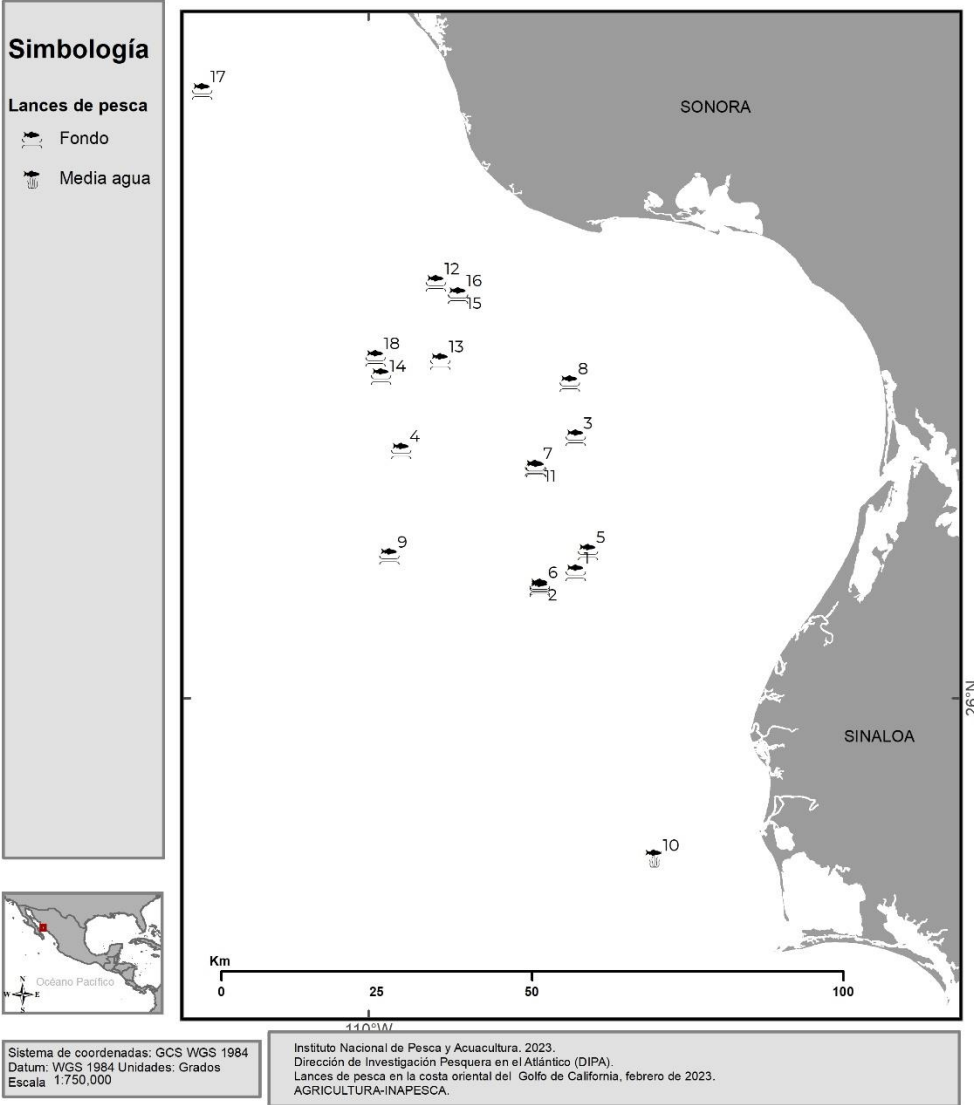 Simbología
Lances de pesca
Fondo
Media agua
17
SONORA
12
16
15
18
13
14
8
3
4
7
11
5
1
9
6
2
26°N
SINALOA
10
Km
0 25 50 100
110°W
Océano Pacífico
N
W E
S
Sistema de coordenadas: GCS WGS 1984
Datum: WGS 1984 Unidades: Grados
Escala 1:750,000
Instituto Nacional de Pesca y Acuacultura. 2023.
Dirección de Investigación Pesquera en el Atlántico (DIPA).
Lances de pesca en la costa oriental del Golfo de California, febrero de 2023.
AGRICULTURA-INAPESCA.